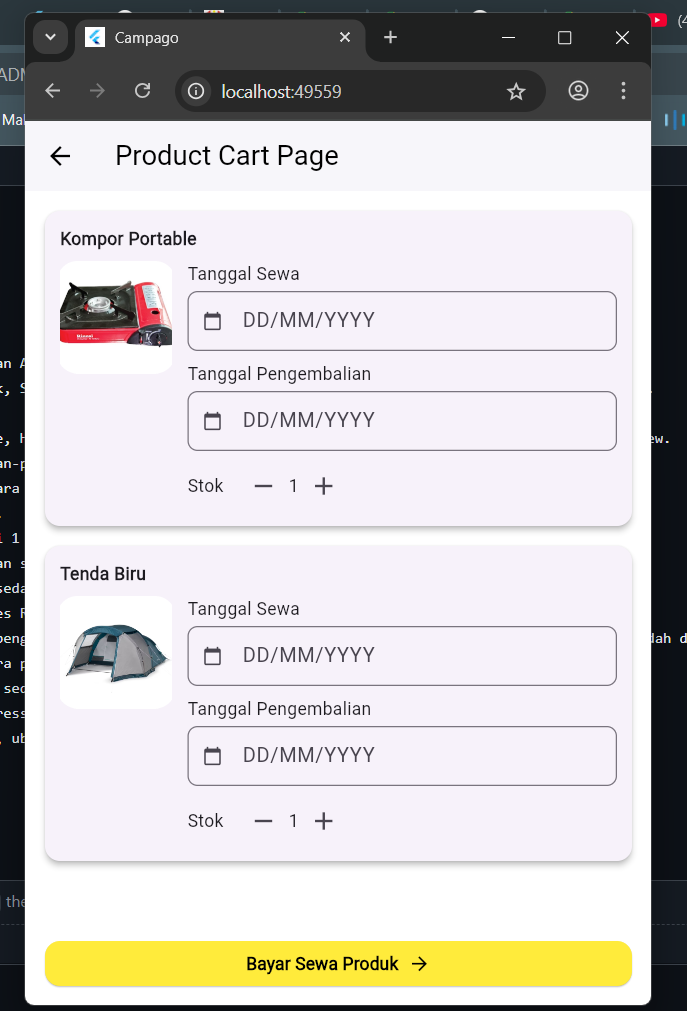 Campago
localhost:49559
Product Cart Page
Kompor Portable
Tanggal Sewa
DD/MM/YYYY
Tanggal Pengembalian
DD/MM/YYYY
Stok — 1 +
Tenda Biru
Tanggal Sewa
DD/MM/YYYY
Tanggal Pengembalian
DD/MM/YYYY
Stok — 1 +
Bayar Sewa Produk →